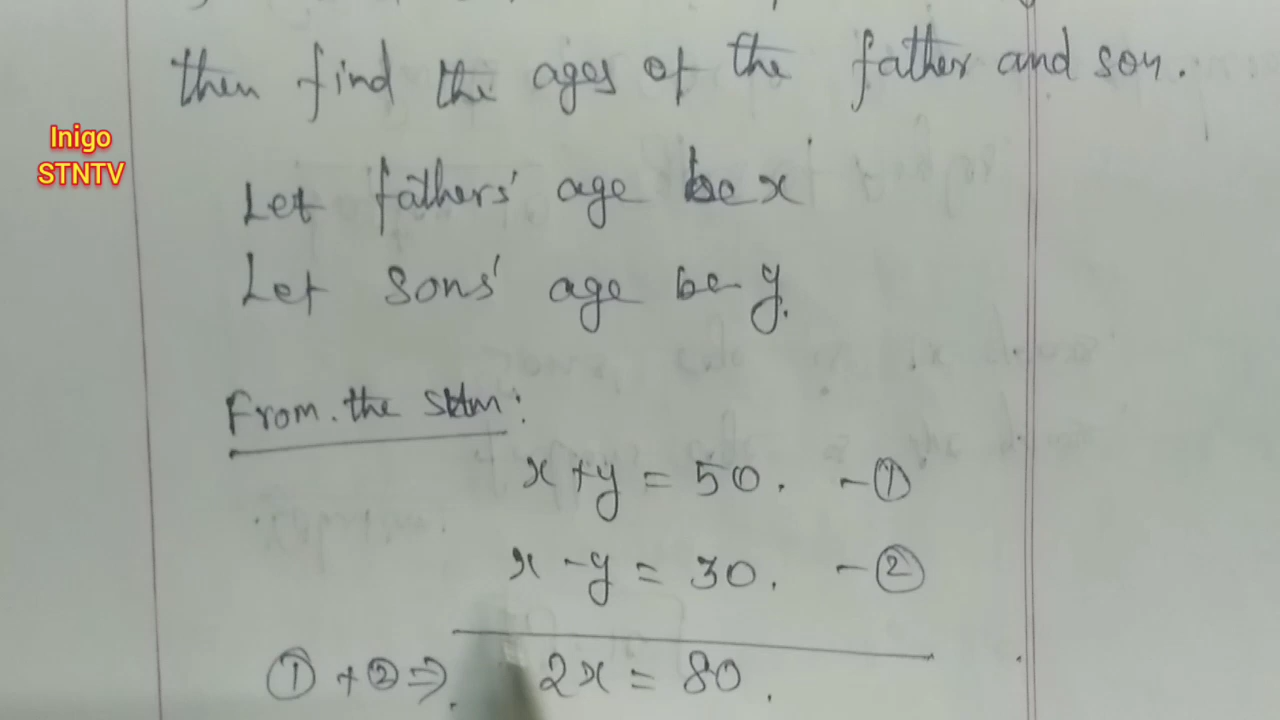 then find the ages of the father and son.
Inigo
STNTV
Let fathers' age be x
Let sons' age be y.
From the sttm:
x + y = 50. - ①
x - y = 30. - ②
① + ② ⇒ 2x = 80.